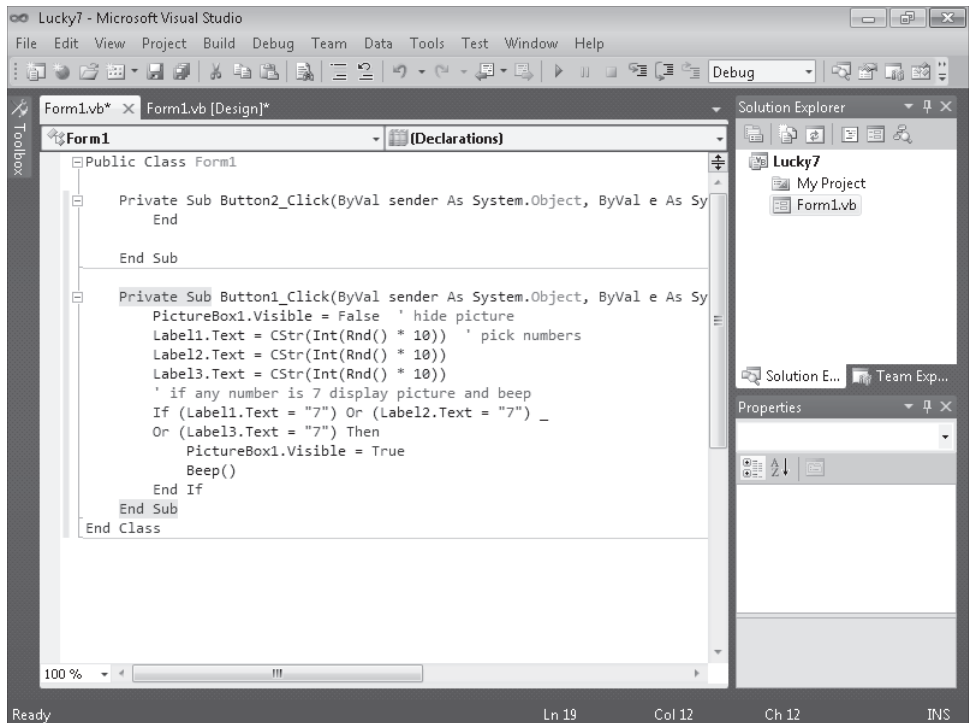 Lucky7 - Microsoft Visual Studio
File Edit View Project Build Debug Team Data Tools Test Window Help
Debug
Toolbox
Form1.vb* Form1.vb [Design]*
Form1 (Declarations)
Public Class Form1
Private Sub Button2_Click(ByVal sender As System.Object, ByVal e As Sy
End
End Sub
Private Sub Button1_Click(ByVal sender As System.Object, ByVal e As Sy
PictureBox1.Visible = False ' hide picture
Label1.Text = CStr(Int(Rnd() * 10)) ' pick numbers
Label2.Text = CStr(Int(Rnd() * 10))
Label3.Text = CStr(Int(Rnd() * 10))
' if any number is 7 display picture and beep
If (Label1.Text = "7") Or (Label2.Text = "7") _
Or (Label3.Text = "7") Then
PictureBox1.Visible = True
Beep()
End If
End Sub
End Class
100 %
Solution Explorer
Lucky7
My Project
Form1.vb
Solution E... Team Exp...
Properties
Ready Ln 19 Col 12 Ch 12 INS